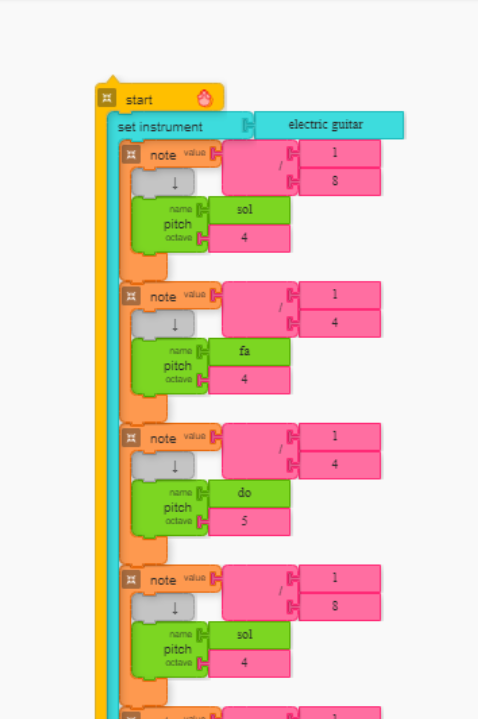 start
set instrument electric guitar
note value / 1
8
↓
name sol
pitch
octave 4
note value / 1
4
↓
name fa
pitch
octave 4
note value / 1
4
↓
name do
pitch
octave 5
note value / 1
8
↓
name sol
pitch
octave 4